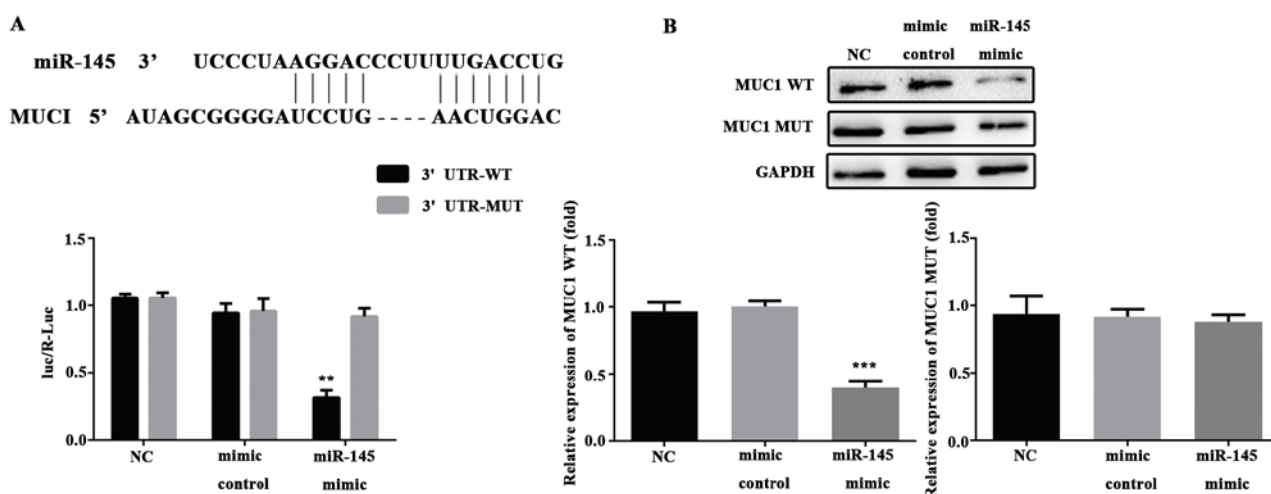 A
miR-145 3' UCCCUAAGGACCCUUUUGACCUG
MUCI 5' AUAGCGGGGAUCCUG----AACUGGAC
3' UTR-WT
3' UTR-MUT
luc/R-Luc
1.5
1.0
0.5
0.0
**
NC
mimic
control
miR-145
mimic
B
NC
mimic
control
miR-145
mimic
MUC1 WT
MUC1 MUT
GAPDH
Relative expression of MUC1 WT (fold)
1.5
1.0
0.5
0.0
***
NC
mimic
control
miR-145
mimic
Relative expression of MUC1 MUT (fold)
1.5
1.0
0.5
0.0
NC
mimic
control
miR-145
mimic